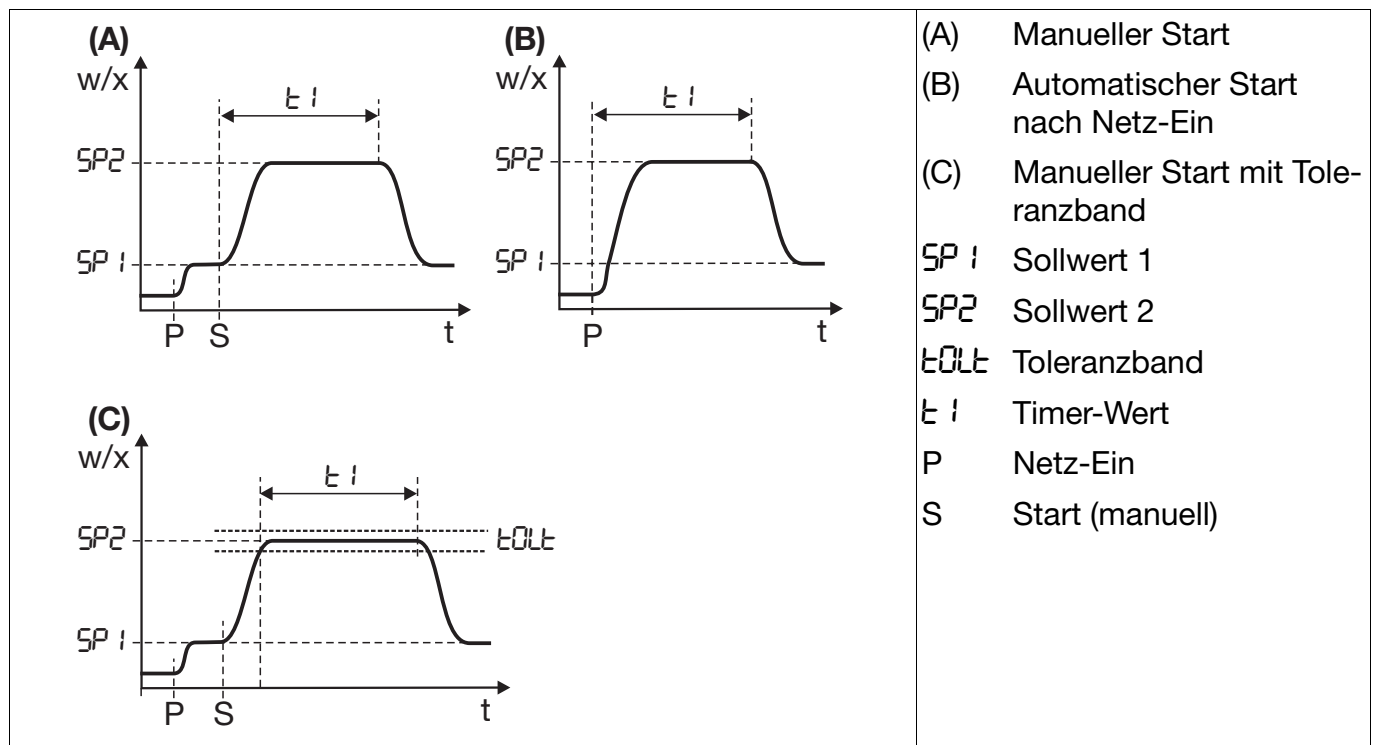 (A)
w/x
t1
SP2
SP1
P S t
(B)
w/x
t1
SP2
SP1
P t
(C)
w/x
t1
SP2
tOLt
SP1
P S t
(A) Manueller Start
(B) Automatischer Start
nach Netz-Ein
(C) Manueller Start mit Tole-
ranzband
SP1 Sollwert 1
SP2 Sollwert 2
tOLt Toleranzband
t1 Timer-Wert
P Netz-Ein
S Start (manuell)